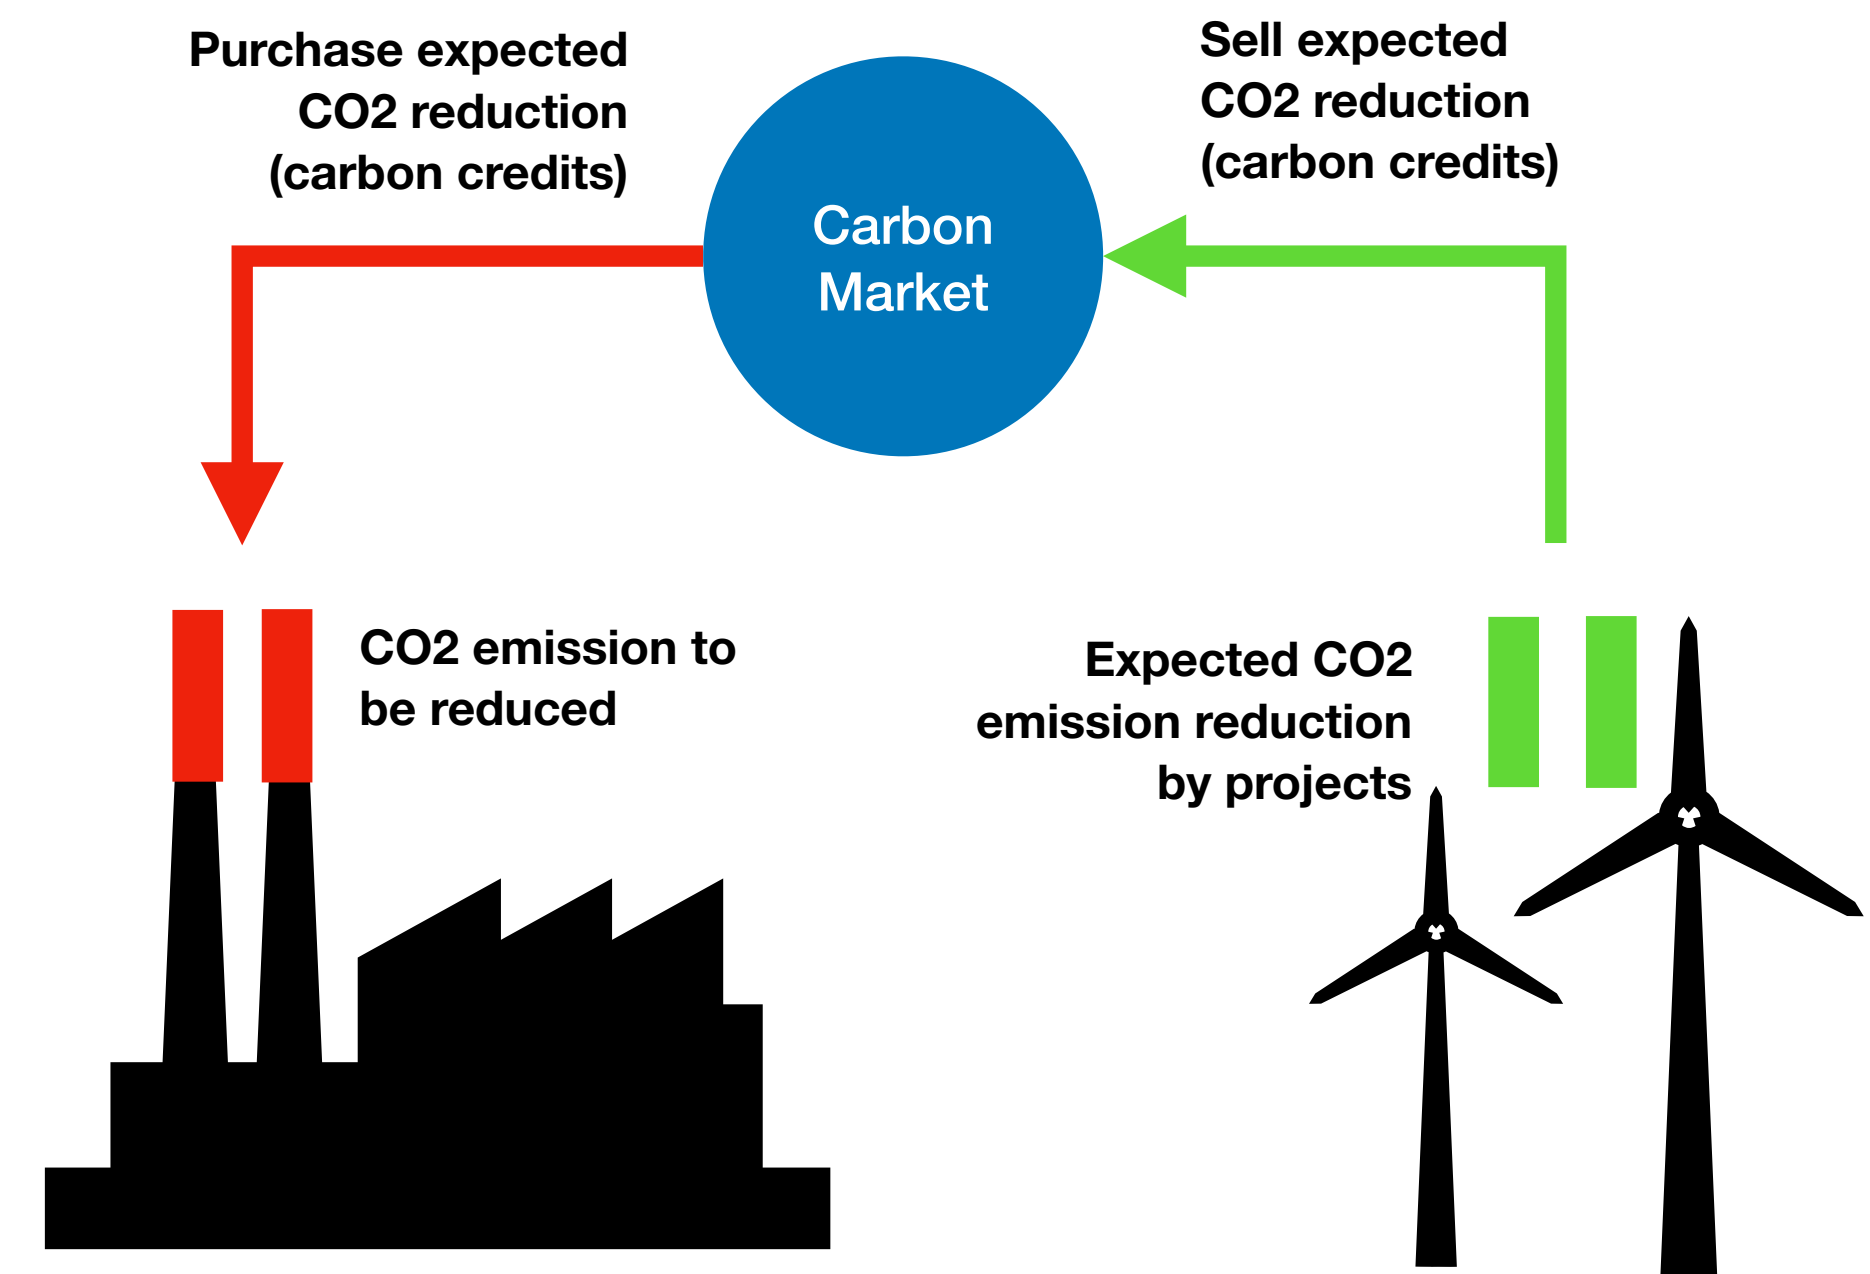 Purchase expected
CO2 reduction
(carbon credits)
Carbon
Market
Sell expected
CO2 reduction
(carbon credits)
CO2 emission to
be reduced
Expected CO2
emission reduction
by projects